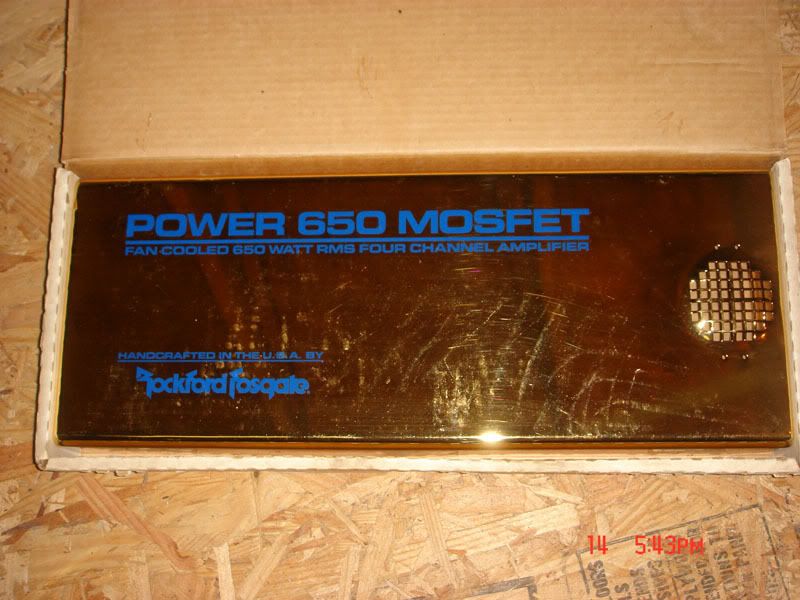 POWER 650 MOSFET
FAN-COOLED 650 WATT RMS FOUR CHANNEL AMPLIFIER
HANDCRAFTED IN THE U.S.A. BY
Rockford Fosgate
14 5:43PM